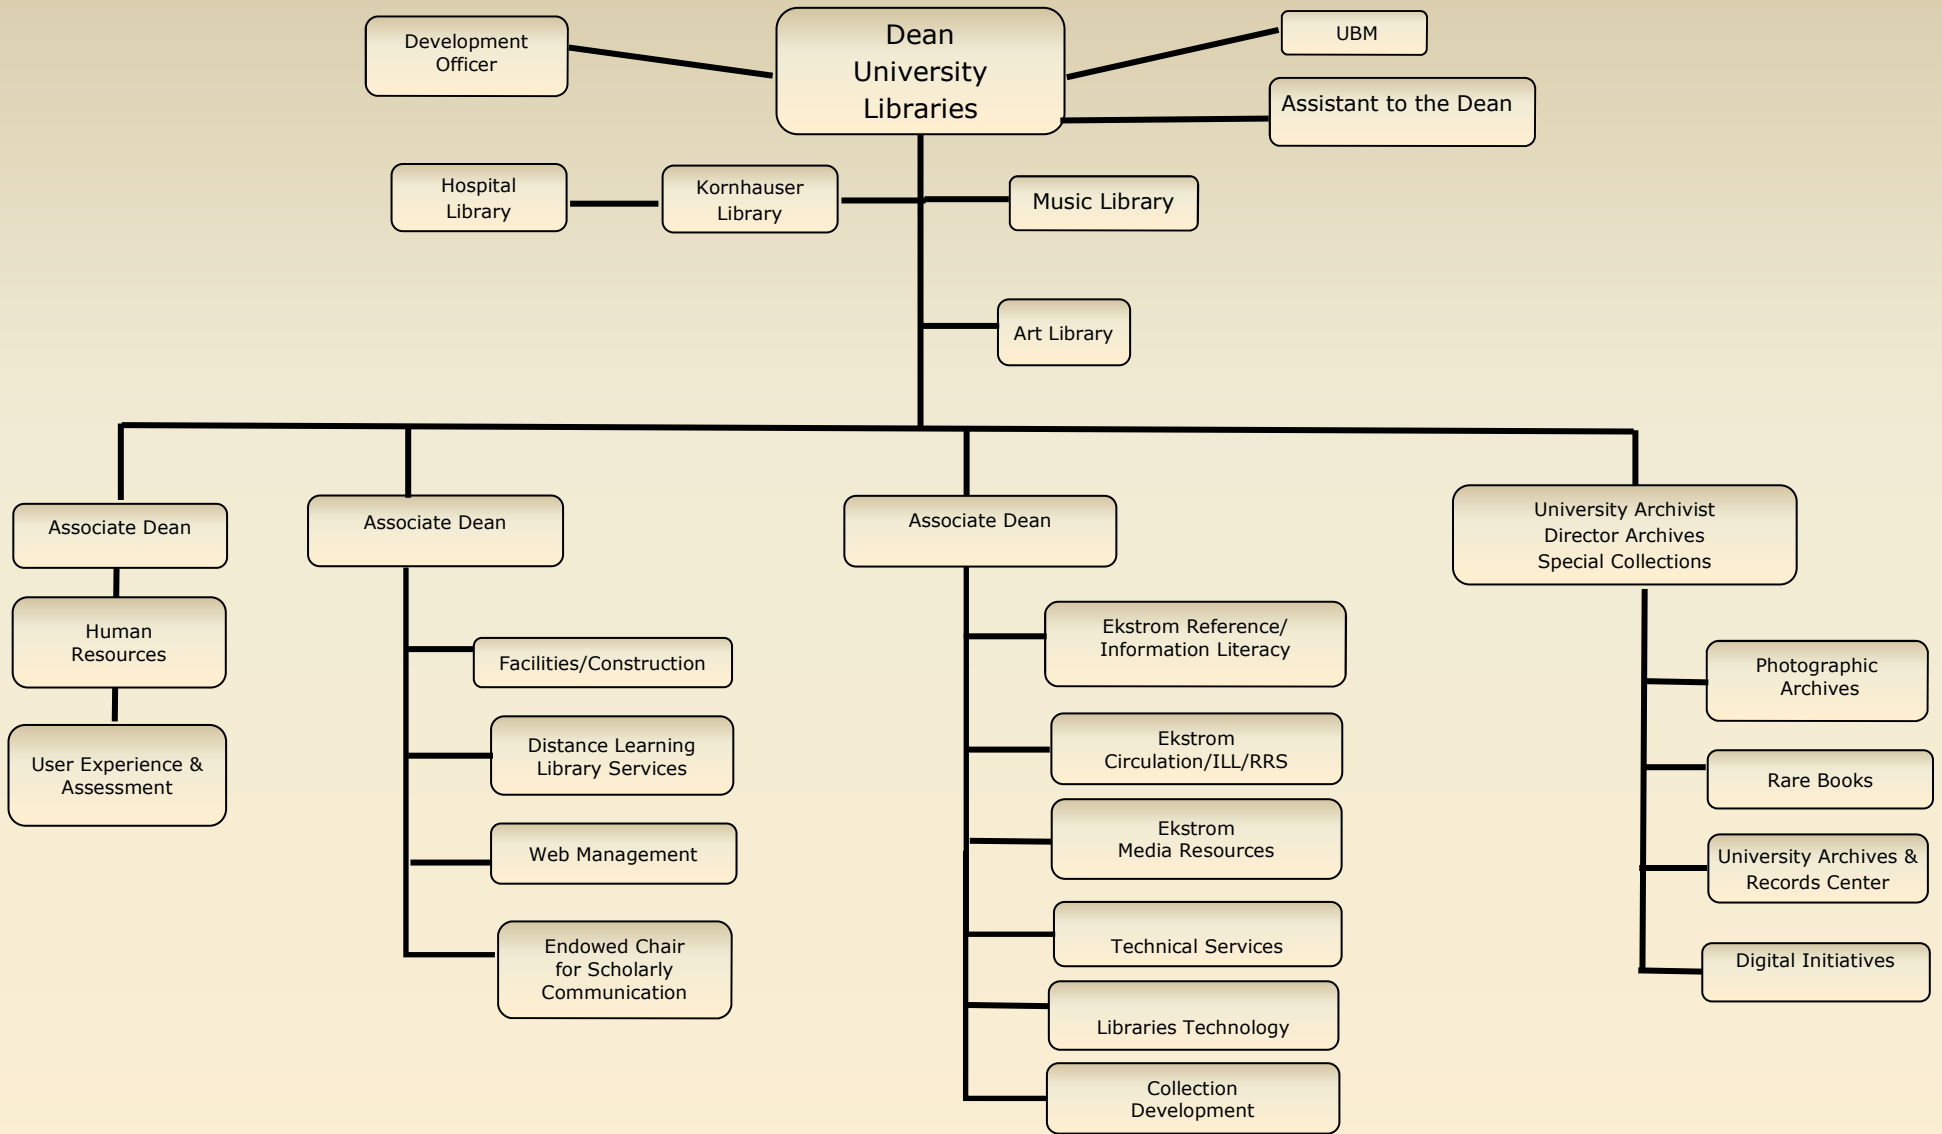 Development
Officer
Dean
University
Libraries
UBM
Assistant to the Dean
Hospital
Library
Kornhauser
Library
Music Library
Art Library
Associate Dean
Human
Resources
User Experience &
Assessment
Associate Dean
Facilities/Construction
Distance Learning
Library Services
Web Management
Endowed Chair
for Scholarly
Communication
Associate Dean
Ekstrom Reference/
Information Literacy
Ekstrom
Circulation/ILL/RRS
Ekstrom
Media Resources
Technical Services
Libraries Technology
Collection
Development
University Archivist
Director Archives
Special Collections
Photographic
Archives
Rare Books
University Archives &
Records Center
Digital Initiatives